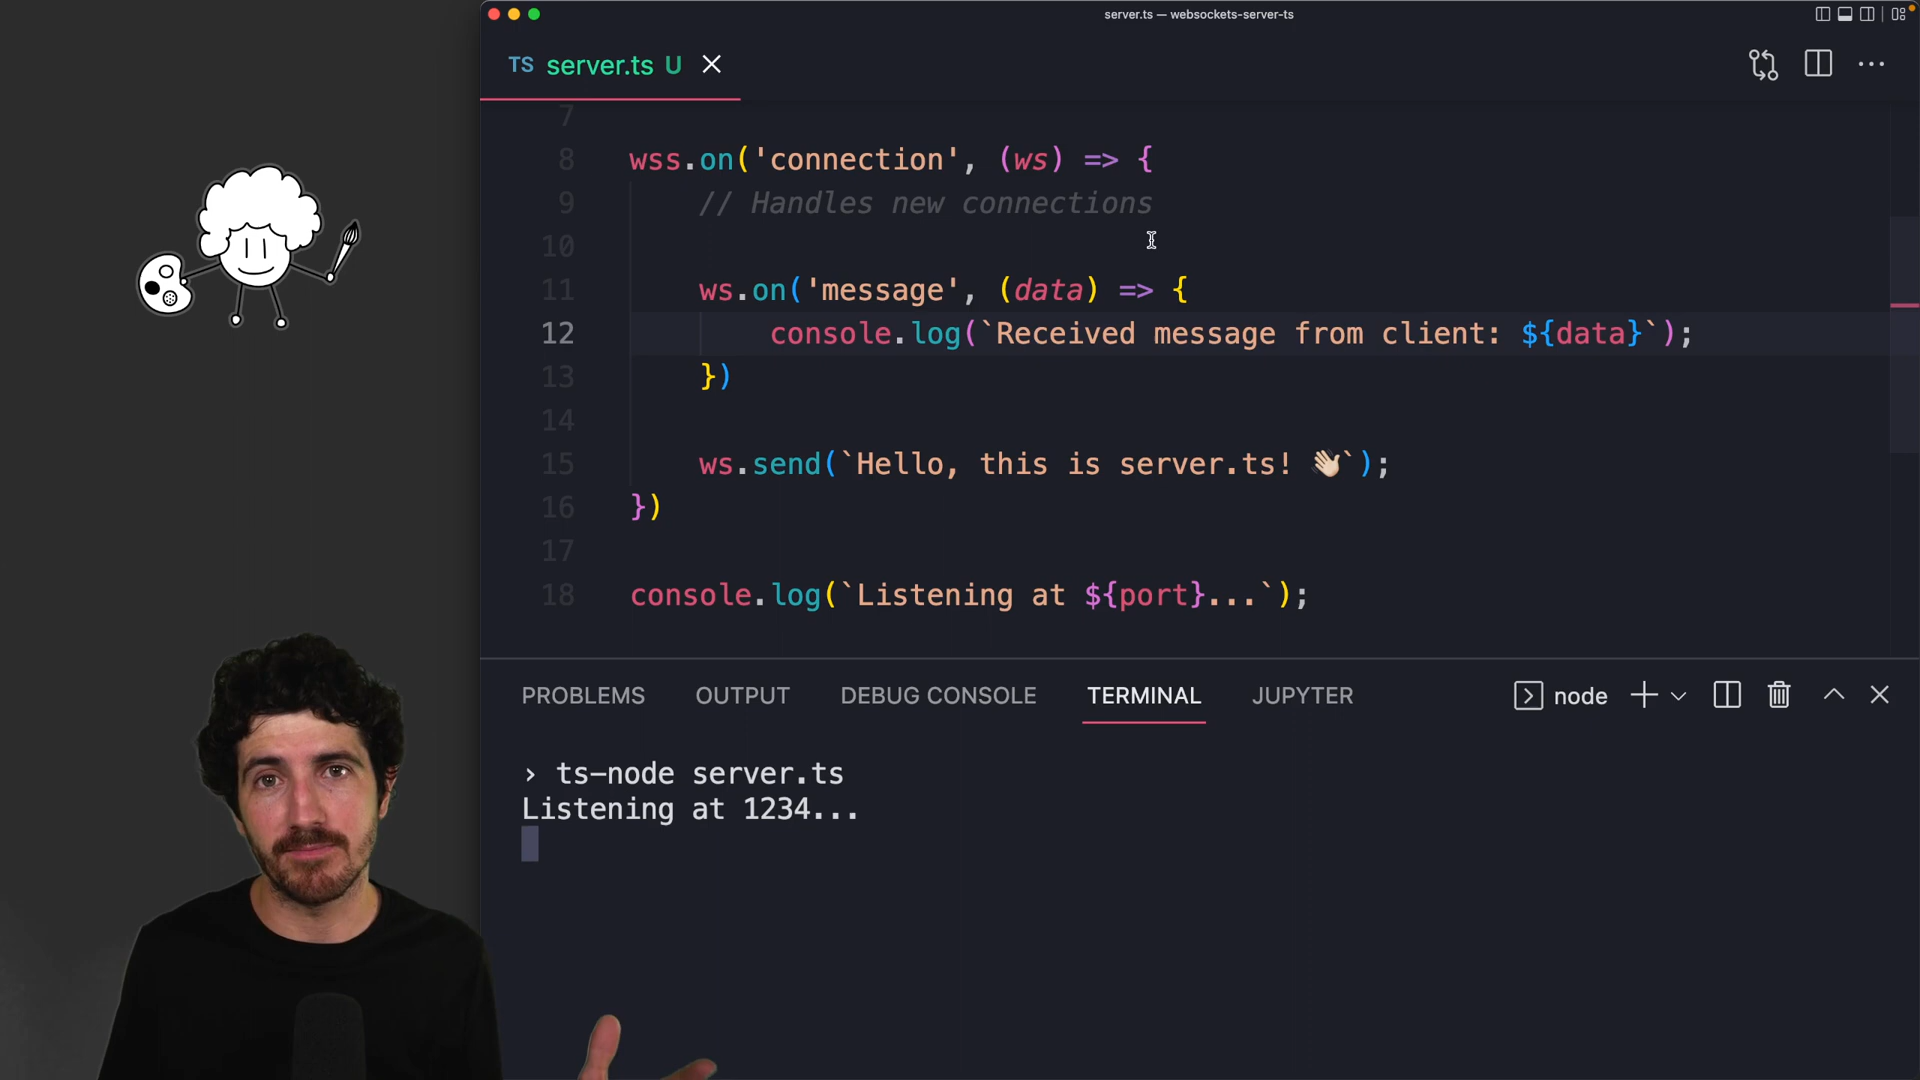 server.ts — websockets-server-ts
TS server.ts U
7
8 wss.on('connection', (ws) => {
9 // Handles new connections
10
11 ws.on('message', (data) => {
12 console.log(`Received message from client: ${data}`);
13 })
14
15 ws.send(`Hello, this is server.ts! 👋🏻`);
16 })
17
18 console.log(`Listening at ${port}...`);
PROBLEMS OUTPUT DEBUG CONSOLE TERMINAL JUPYTER node
› ts-node server.ts
Listening at 1234...